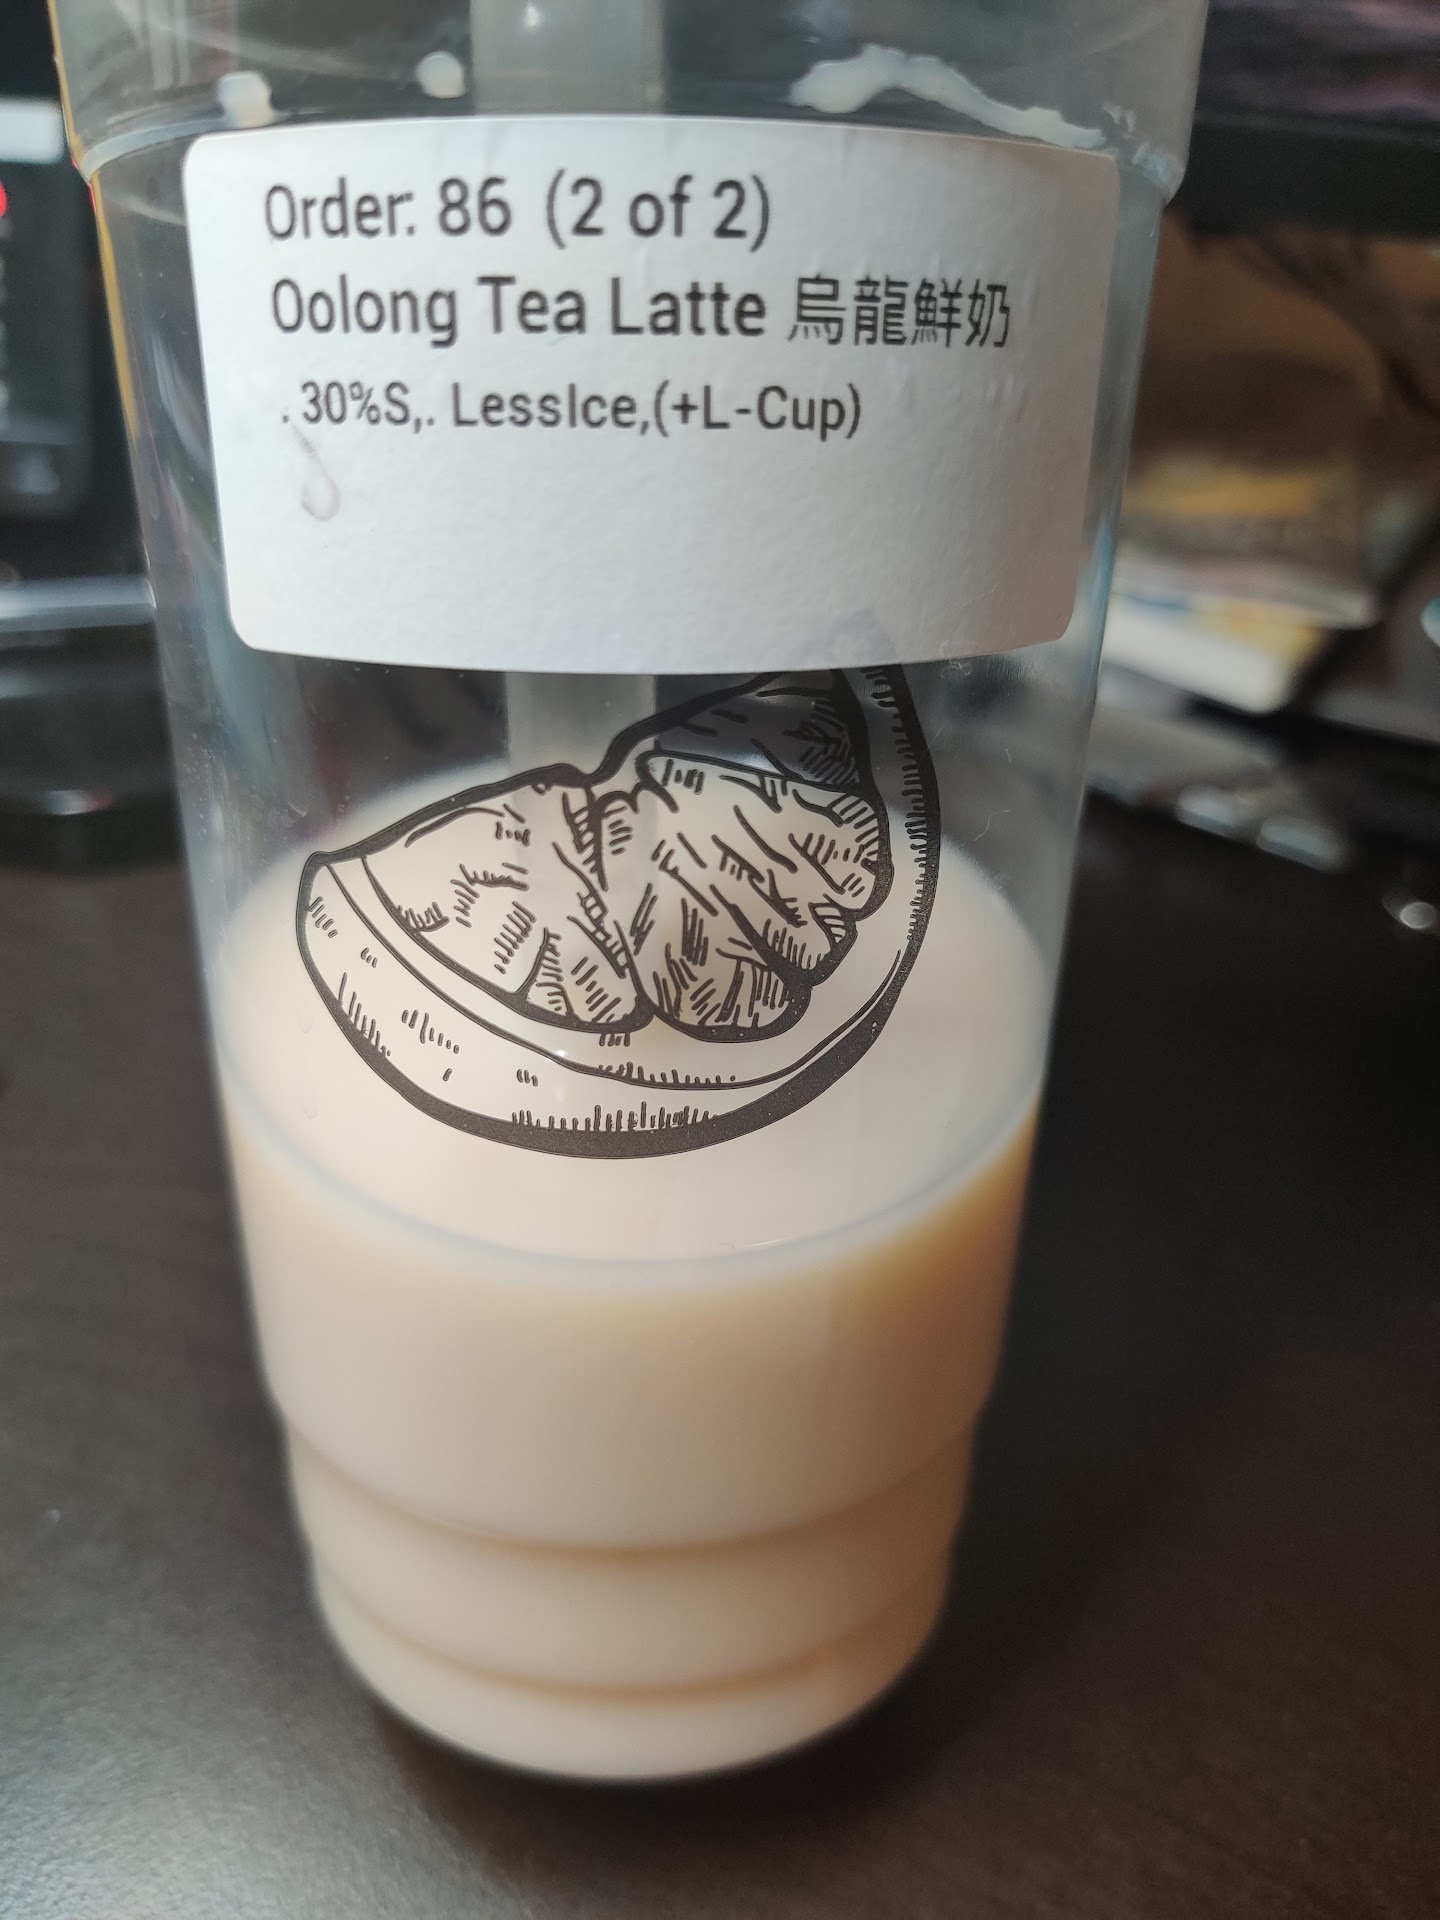 Order: 86 (2 of 2)
Oolong Tea Latte 烏龍鮮奶
. 30%S,. LessIce,(+L-Cup)